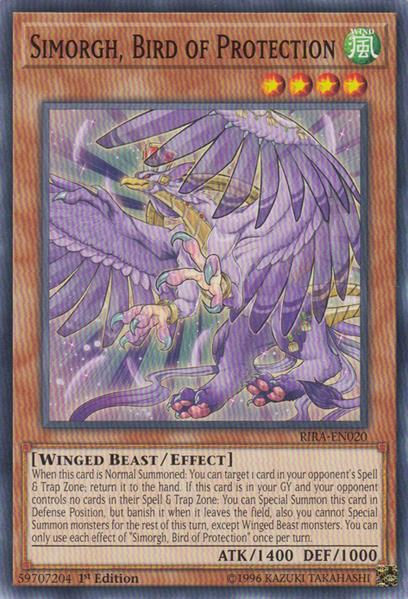 SIMORGH, BIRD OF PROTECTION
WIND
風
RIRA-EN020
[WINGED BEAST/EFFECT]
When this card is Normal Summoned: You can target 1 card in your opponent's Spell
& Trap Zone; return it to the hand. If this card is in your GY and your opponent
controls no cards in their Spell & Trap Zone: You can Special Summon this card in
Defense Position, but banish it when it leaves the field, also you cannot Special
Summon monsters for the rest of this turn, except Winged Beast monsters. You can
only use each effect of "Simorgh, Bird of Protection" once per turn.
ATK/1400 DEF/1000
59707204 1st Edition ©1996 KAZUKI TAKAHASHI